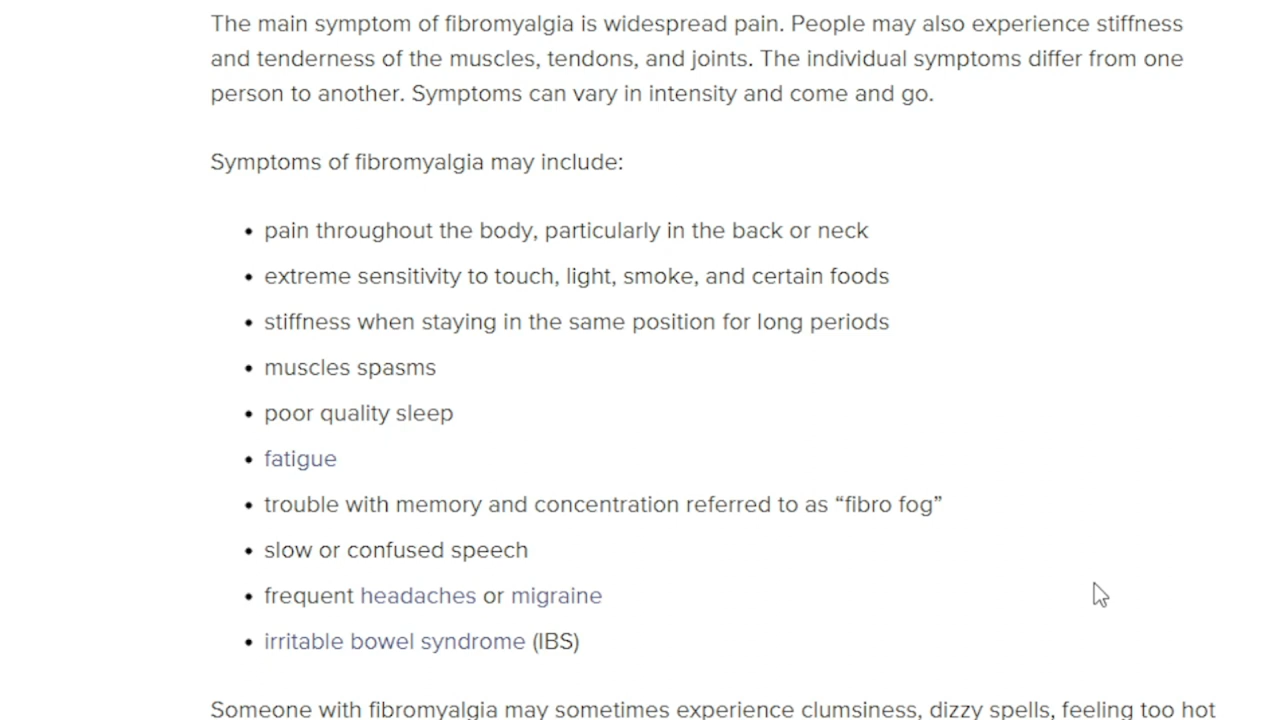 The main symptom of fibromyalgia is widespread pain. People may also experience stiffness
and tenderness of the muscles, tendons, and joints. The individual symptoms differ from one
person to another. Symptoms can vary in intensity and come and go.
Symptoms of fibromyalgia may include:
• pain throughout the body, particularly in the back or neck
• extreme sensitivity to touch, light, smoke, and certain foods
• stiffness when staying in the same position for long periods
• muscles spasms
• poor quality sleep
• fatigue
• trouble with memory and concentration referred to as “fibro fog”
• slow or confused speech
• frequent headaches or migraine
• irritable bowel syndrome (IBS)
Someone with fibromyalgia may sometimes experience clumsiness, dizzy spells, feeling too hot